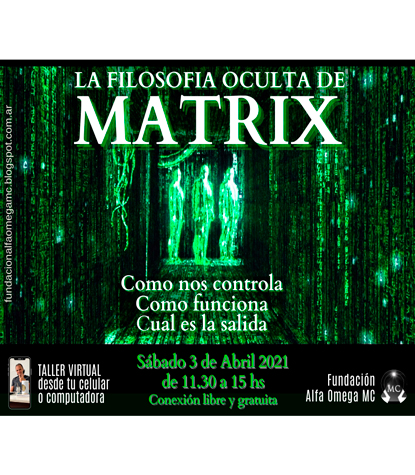 LA FILOSOFIA OCULTA DE
MATRIX
fundacionalfaomegamc.blogspot.com.ar
Como nos controla
Como funciona
Cual es la salida
Sábado 3 de Abril 2021
de 11.30 a 15 hs
Conexión libre y gratuita
TALLER VIRTUAL
desde tu celular
o computadora
Fundación
Alfa Omega MC
MC